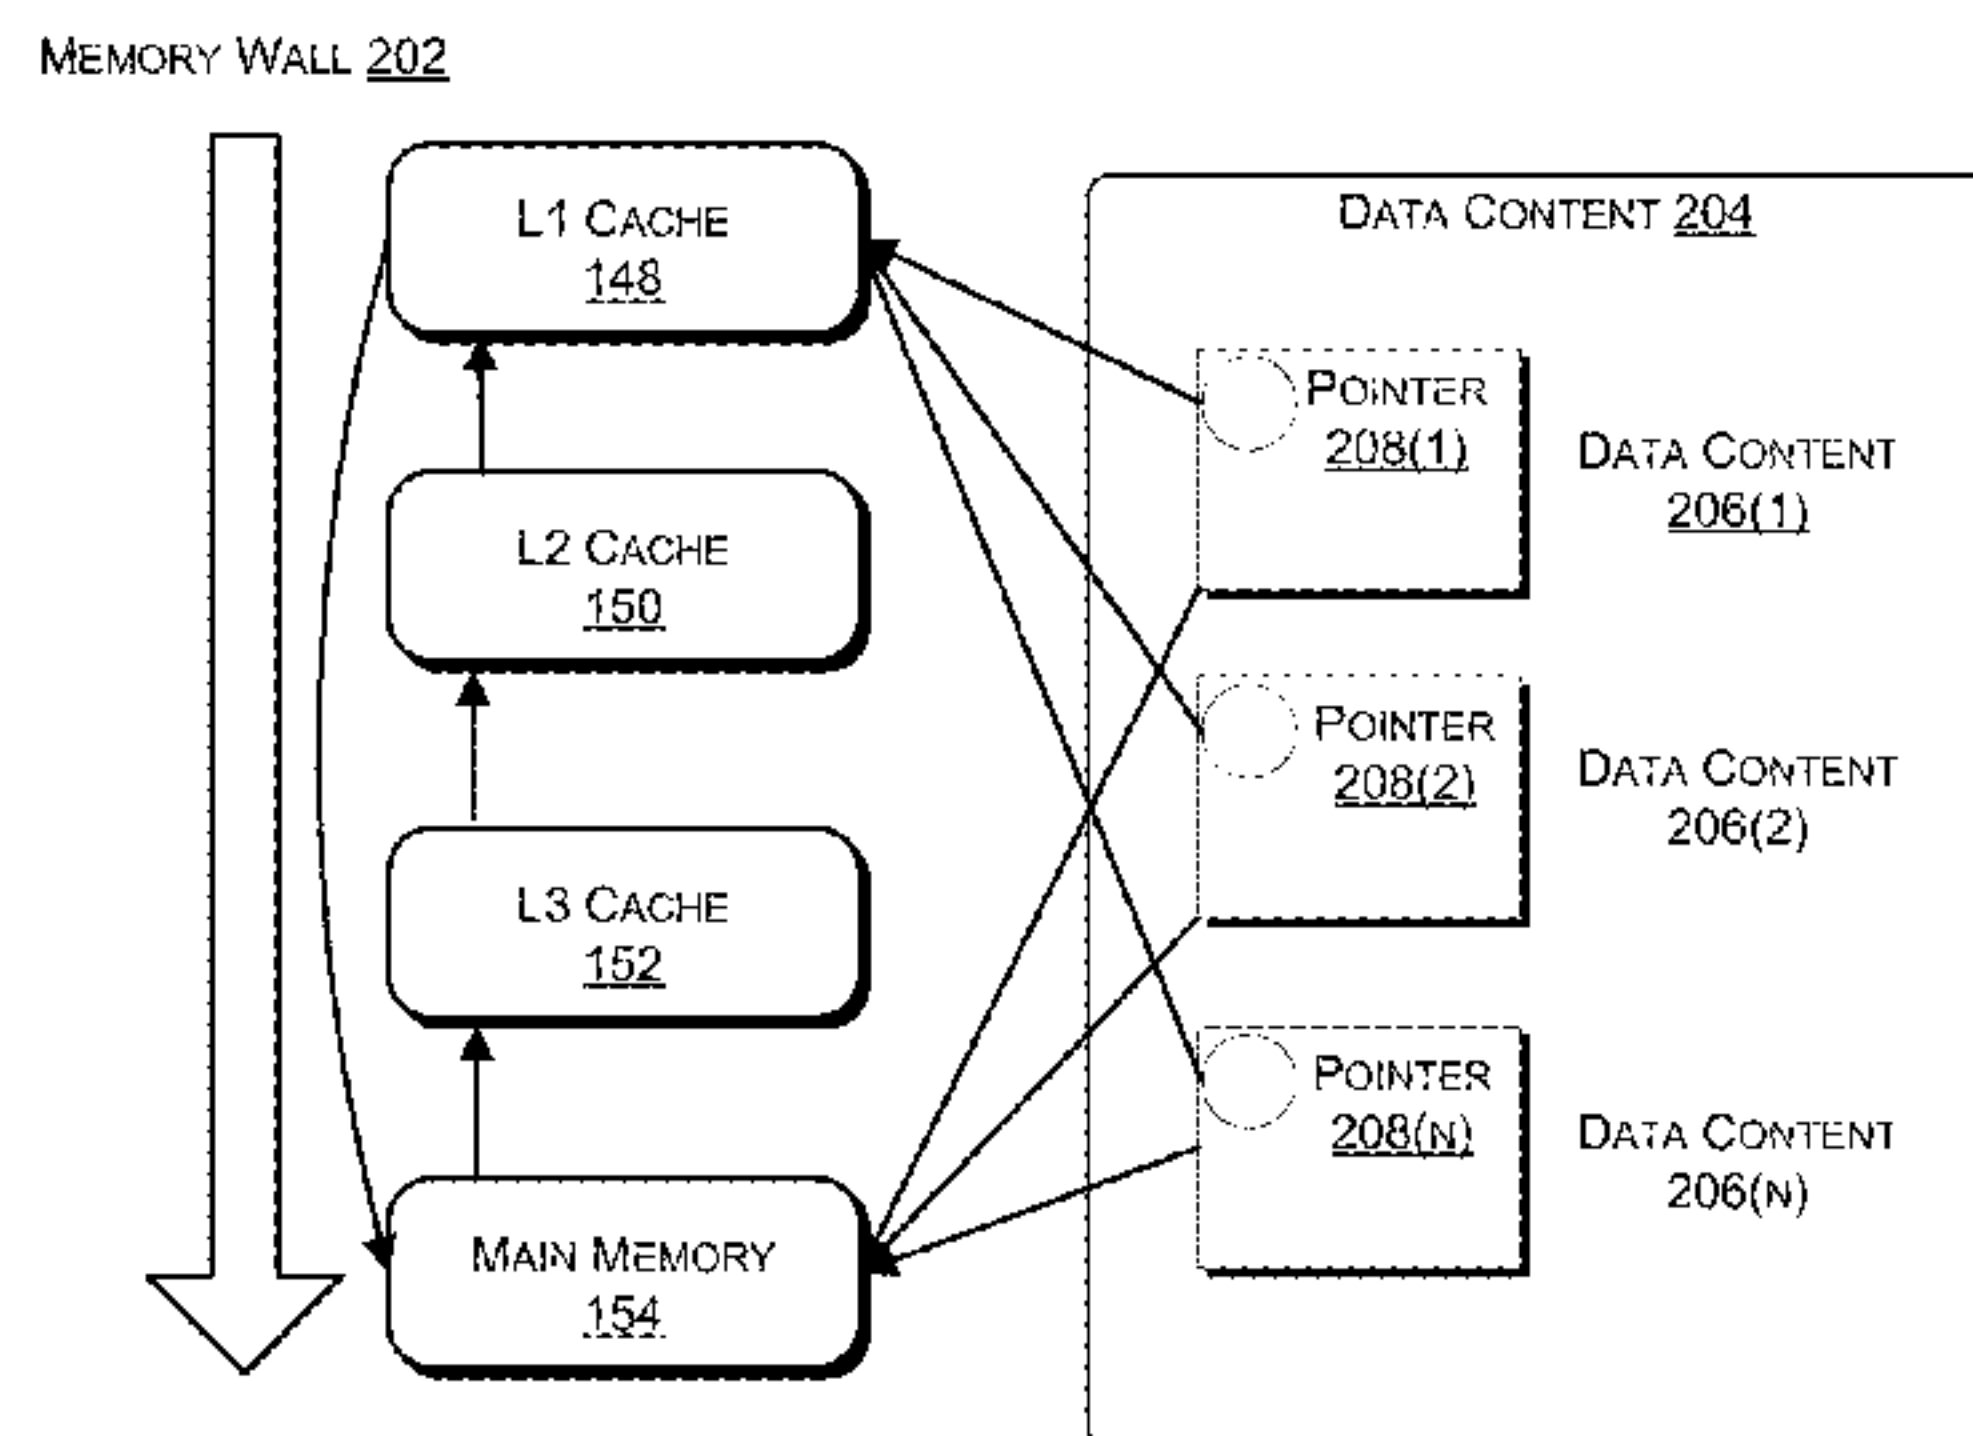 MEMORY WALL 202
L1 CACHE
148
L2 CACHE
150
L3 CACHE
152
MAIN MEMORY
154
DATA CONTENT 204
POINTER
208(1)
DATA CONTENT
206(1)
POINTER
208(2)
DATA CONTENT
206(2)
POINTER
208(N)
DATA CONTENT
206(N)